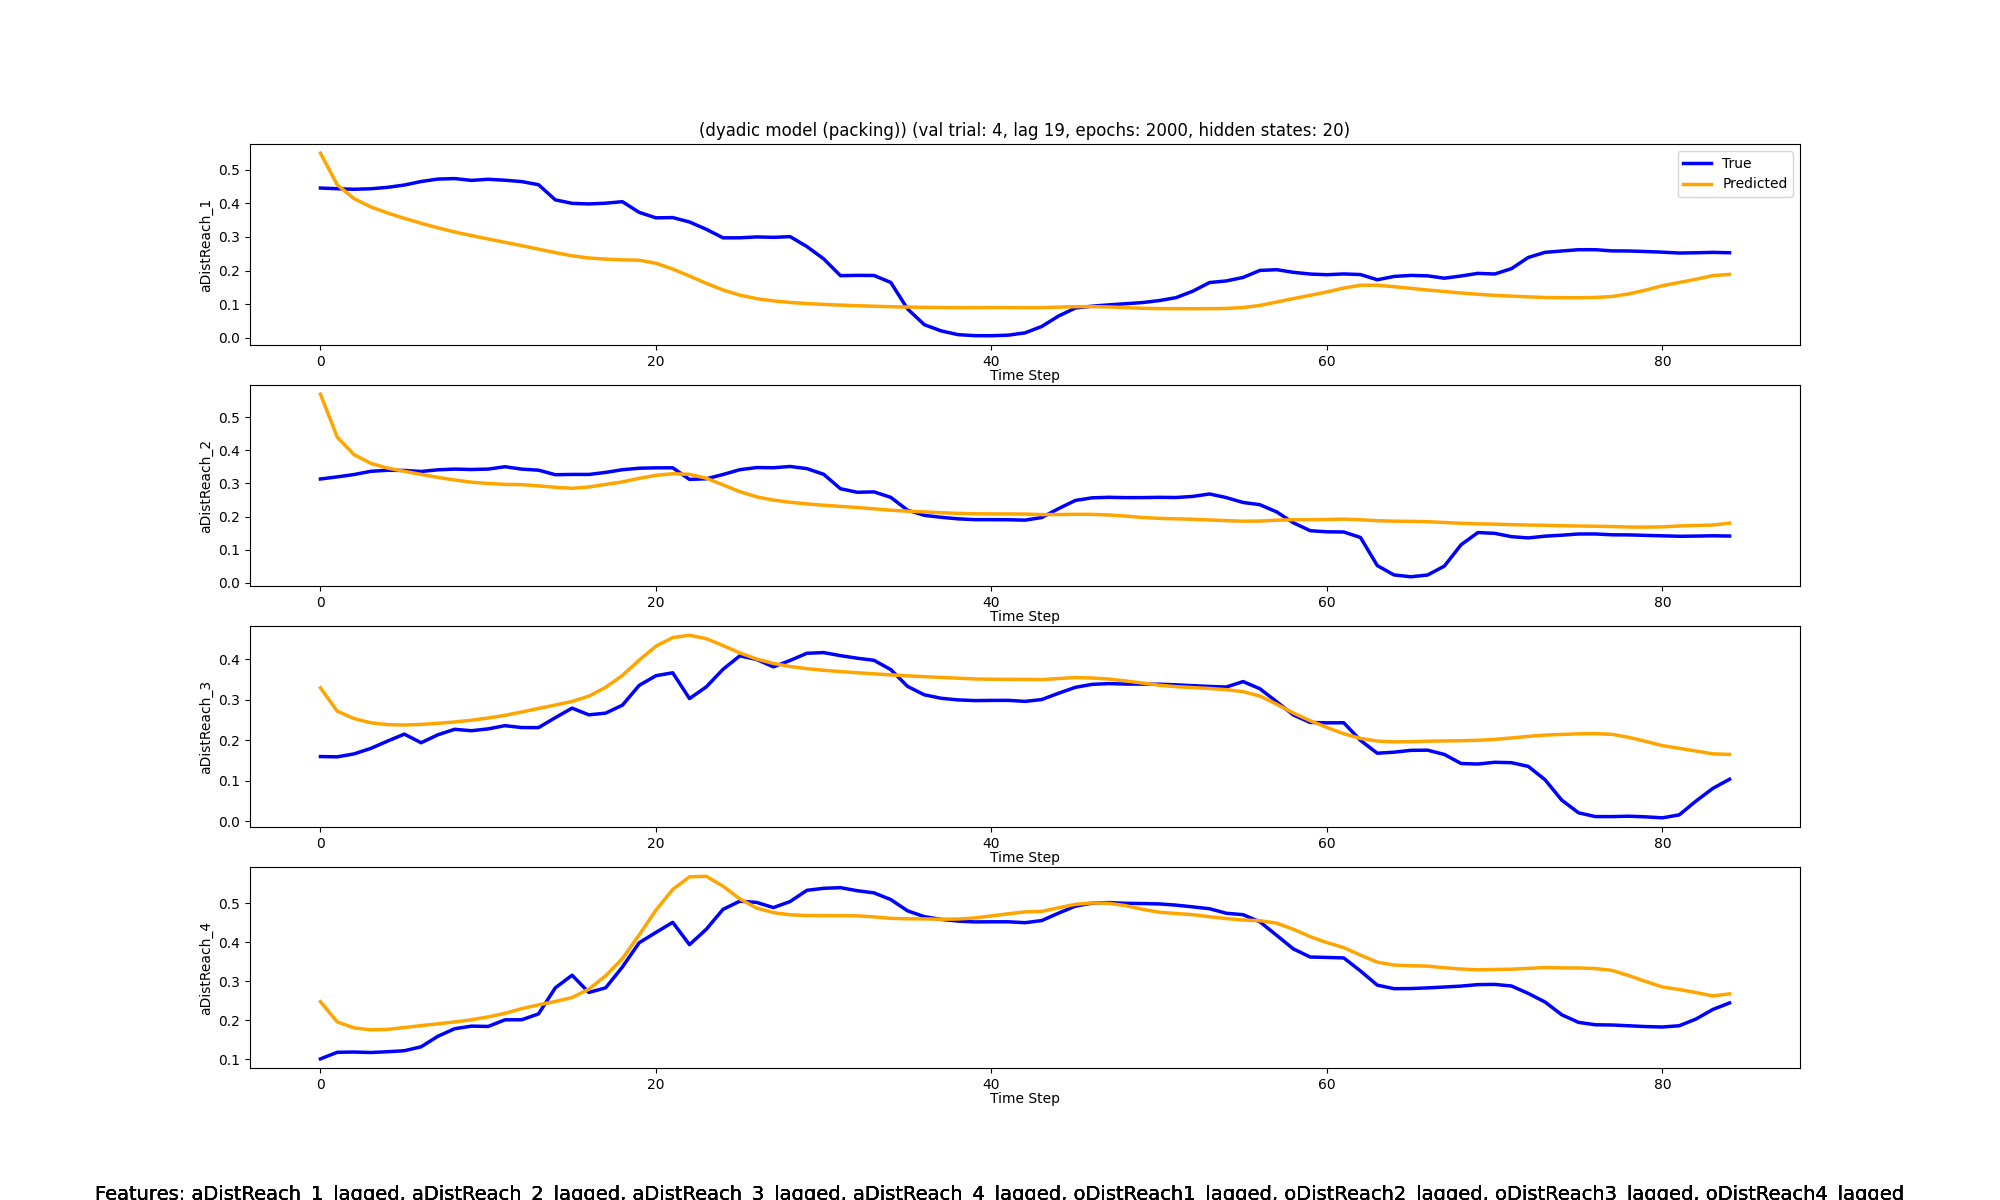 (dyadic model (packing)) (val trial: 4, lag 19, epochs: 2000, hidden states: 20)
True
Predicted
aDistReach_1
0.5
0.4
0.3
0.2
0.1
0.0
0 20 40 60 80
Time Step
aDistReach_2
0.5
0.4
0.3
0.2
0.1
0.0
0 20 40 60 80
Time Step
aDistReach_3
0.4
0.3
0.2
0.1
0.0
0 20 40 60 80
Time Step
aDistReach_4
0.5
0.4
0.3
0.2
0.1
0 20 40 60 80
Time Step
Features: aDistReach_1_lagged, aDistReach_2_lagged, aDistReach_3_lagged, aDistReach_4_lagged, oDistReach1_lagged, oDistReach2_lagged, oDistReach3_lagged, oDistReach4_lagged